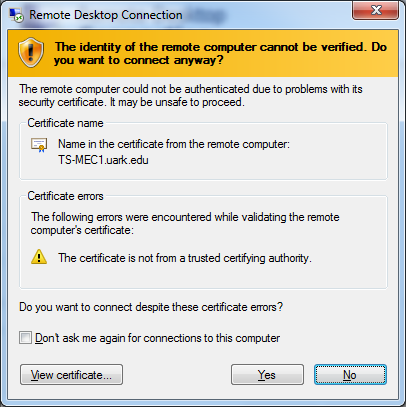 Remote Desktop Connection
The identity of the remote computer cannot be verified. Do
you want to connect anyway?
The remote computer could not be authenticated due to problems with its
security certificate. It may be unsafe to proceed.
Certificate name
Name in the certificate from the remote computer:
TS-MEC1.uark.edu
Certificate errors
The following errors were encountered while validating the remote
computer's certificate:
The certificate is not from a trusted certifying authority.
Do you want to connect despite these certificate errors?
Don't ask me again for connections to this computer
View certificate...
Yes
No